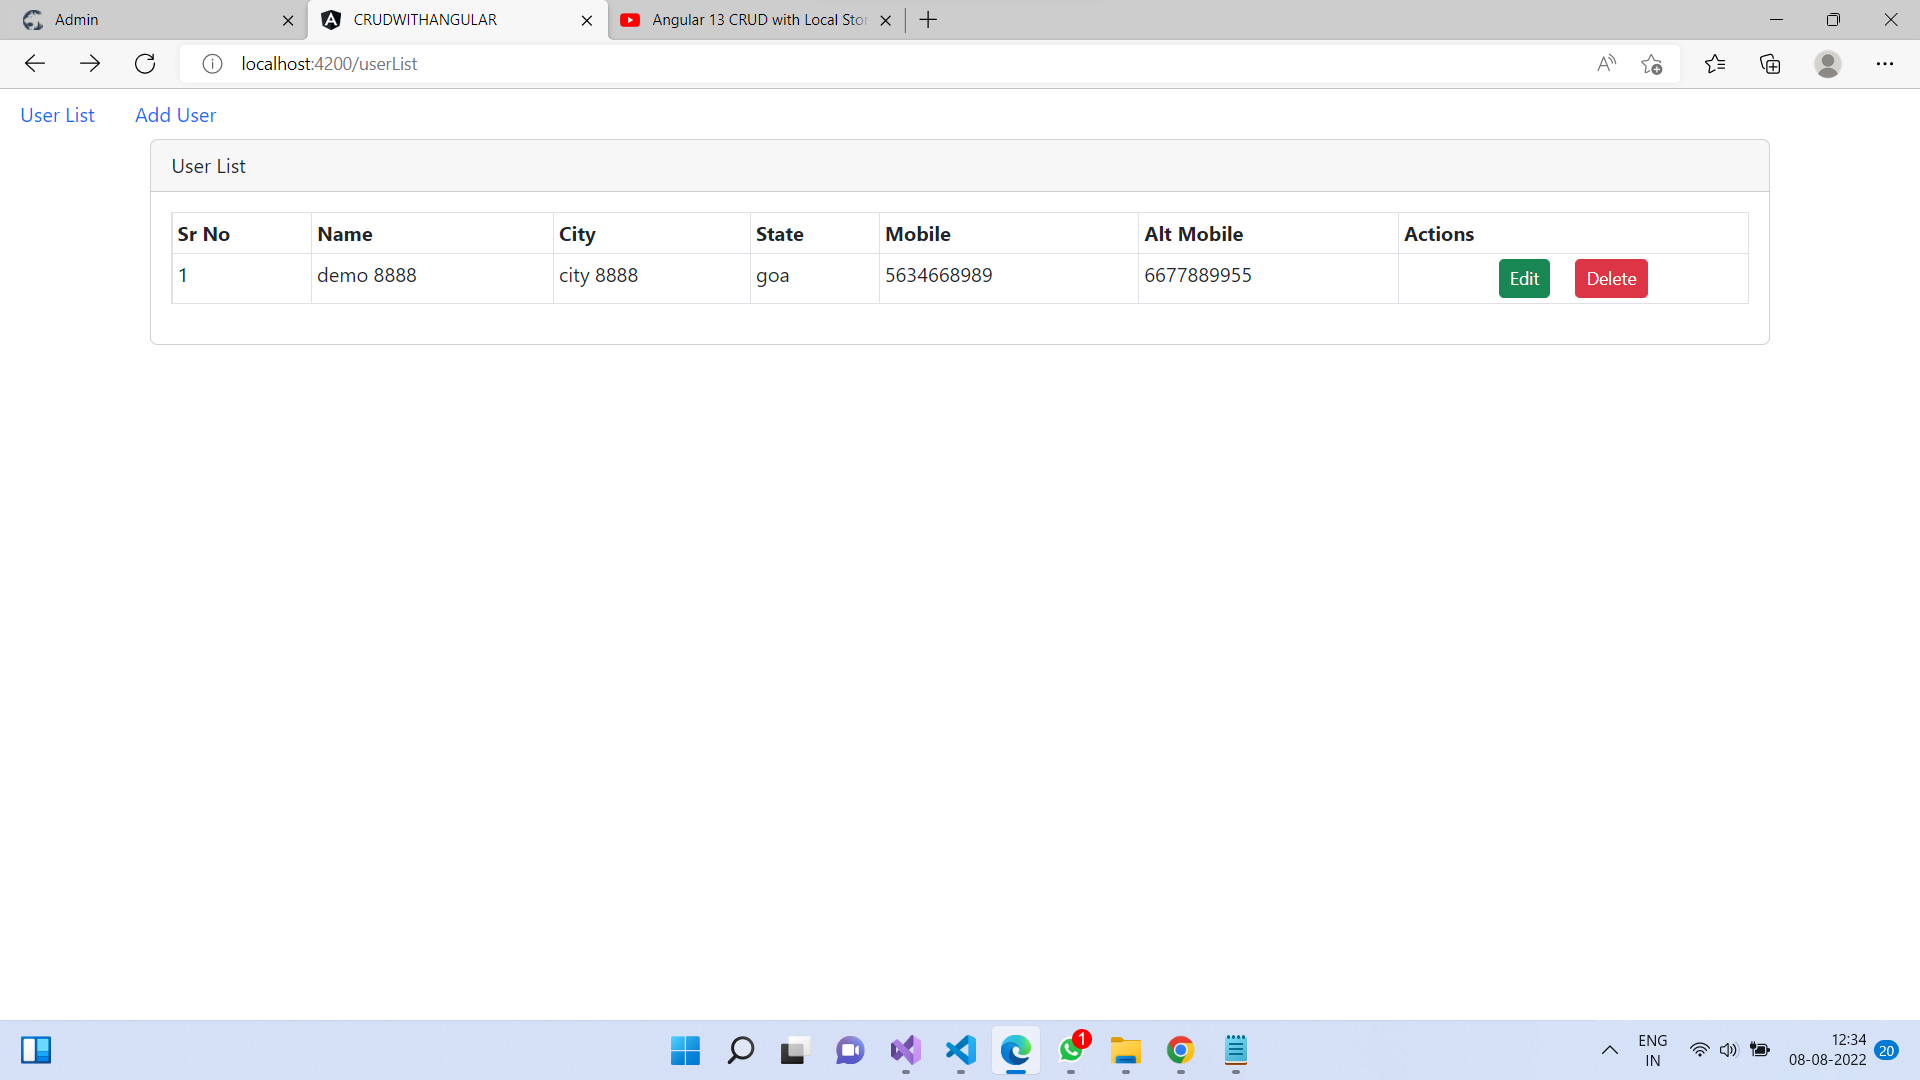 Admin
CRUDWITHANGULAR
Angular 13 CRUD with Local Stor
localhost:4200/userList
User List
Add User
User List
Sr No Name City State Mobile Alt Mobile Actions
1 demo 8888 city 8888 goa 5634668989 6677889955 Edit Delete
1
ENG
IN
12:34
08-08-2022
20